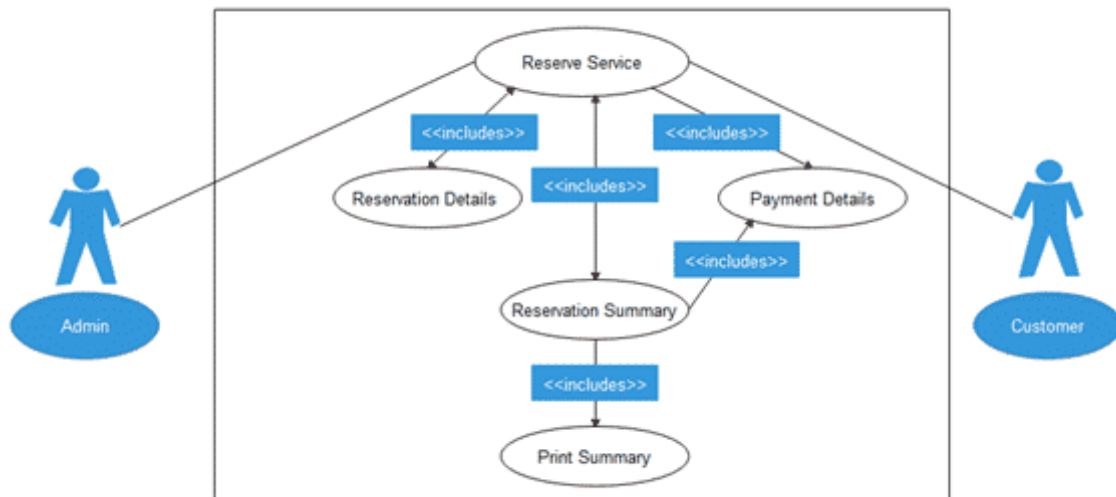 Reserve Service
<<includes>>
<<includes>>
<<includes>>
Reservation Details
Payment Details
<<includes>>
Reservation Summary
Admin
Customer
<<includes>>
Print Summary